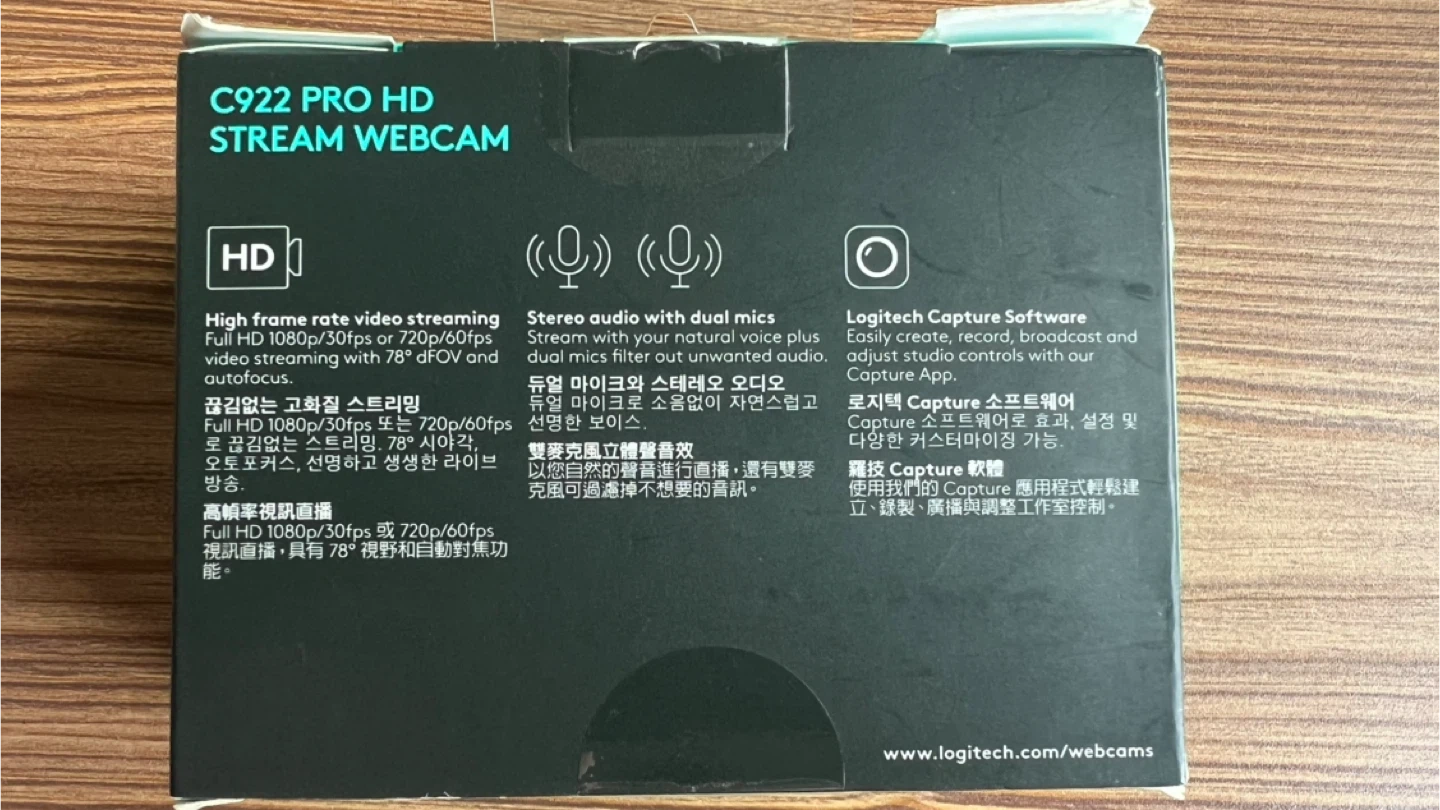 C922 PRO HD
STREAM WEBCAM
HD
High frame rate video streaming
Full HD 1080p/30fps or 720p/60fps
video streaming with 78° dFOV and
autofocus.
끊김없는 고화질 스트리밍
Full HD 1080p/30fps 또는 720p/60fps
로 끊김없는 스트리밍. 78° 시야각,
오토포커스, 선명하고 생생한 라이브
방송.
高幀率視訊直播
Full HD 1080p/30fps 或 720p/60fps
視訊直播，具有 78° 視野和自動對焦功
能。
Stereo audio with dual mics
Stream with your natural voice plus
dual mics filter out unwanted audio.
듀얼 마이크와 스테레오 오디오
듀얼 마이크로 소음없이 자연스럽고
선명한 보이스.
雙麥克風立體聲音效
以您自然的聲音進行直播，還有雙麥
克風可過濾掉不想要的音訊。
Logitech Capture Software
Easily create, record, broadcast and
adjust studio controls with our
Capture App.
로지텍 Capture 소프트웨어
Capture 소프트웨어로 효과, 설정 및
다양한 커스터마이징 가능.
羅技 Capture 軟體
使用我們的 Capture 應用程式輕鬆建
立、錄製、廣播與調整工作室控制。
www.logitech.com/webcams